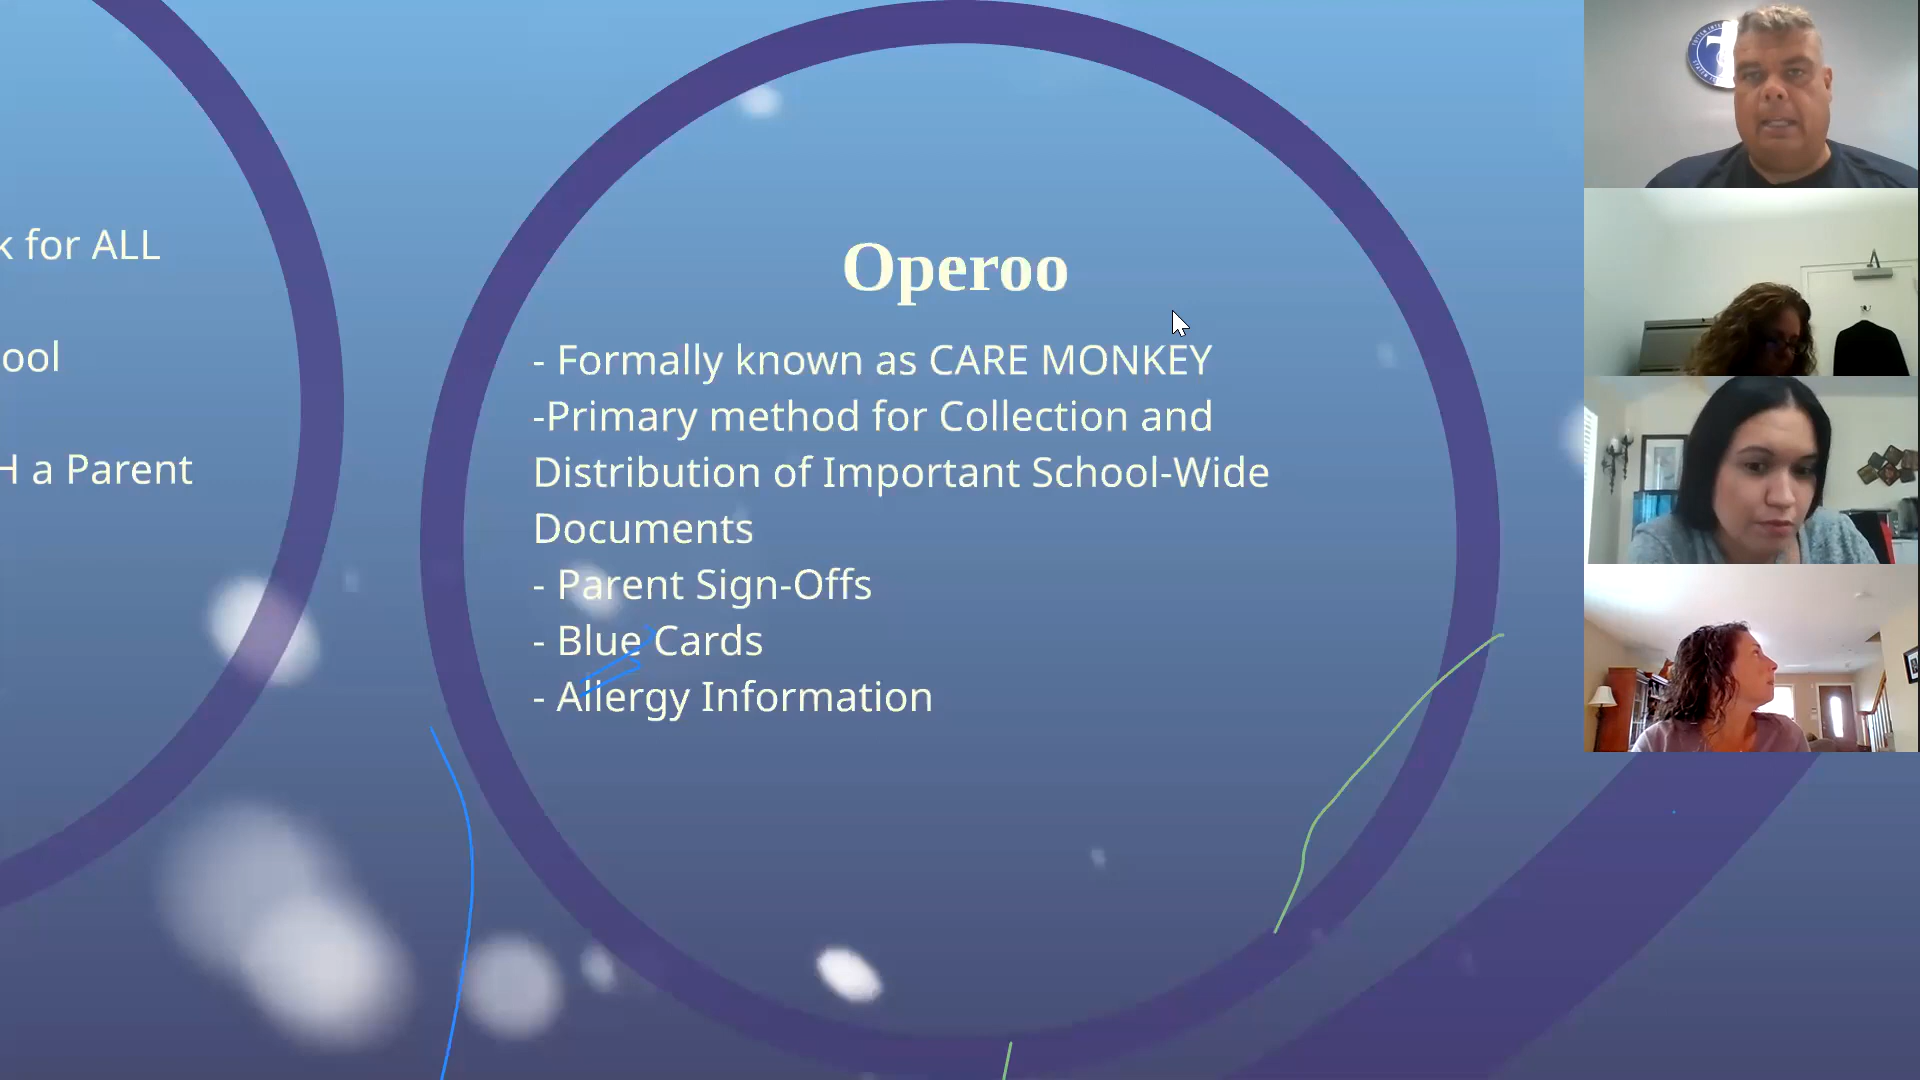 k for ALL
ool
H a Parent
Operoo
- Formally known as CARE MONKEY
-Primary method for Collection and
Distribution of Important School-Wide
Documents
- Parent Sign-Offs
- Blue Cards
- Allergy Information